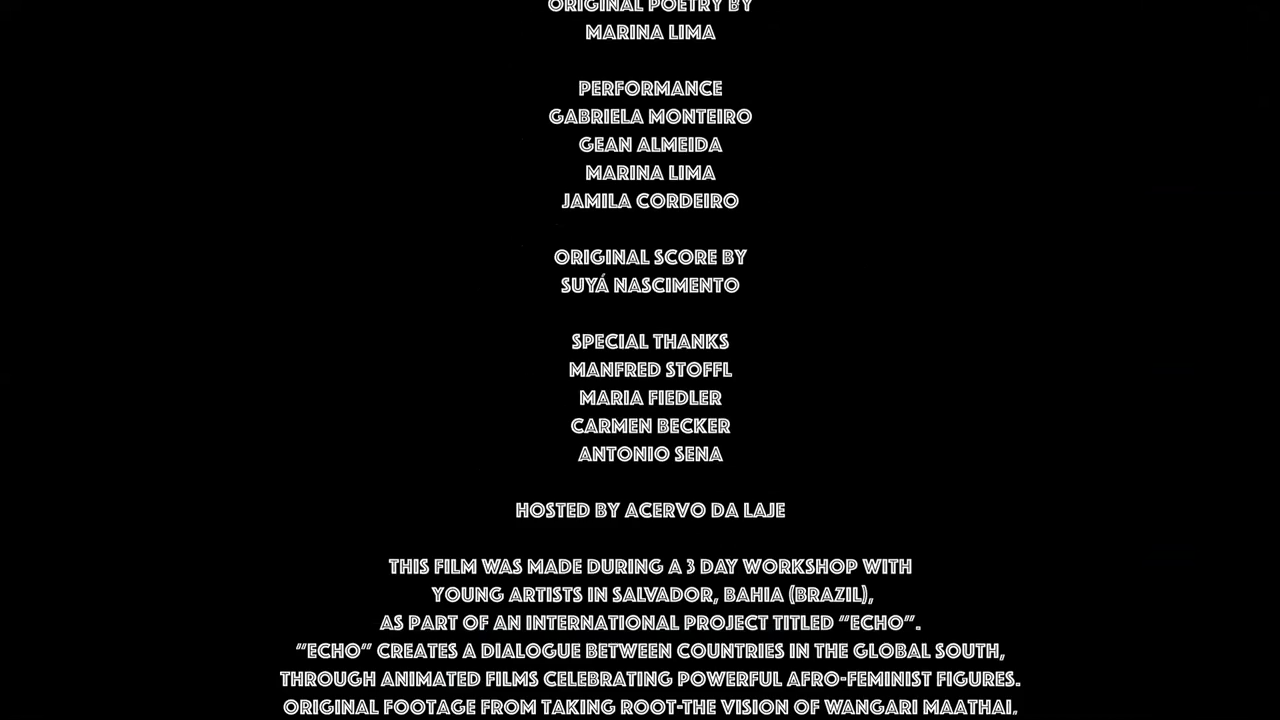 ORIGINAL POETRY BY
MARINA LIMA
PERFORMANCE
GABRIELA MONTEIRO
GEAN ALMEIDA
MARINA LIMA
JAMILA CORDEIRO
ORIGINAL SCORE BY
SUYÁ NASCIMENTO
SPECIAL THANKS
MANFRED STOFFL
MARIA FIEDLER
CARMEN BECKER
ANTONIO SENA
HOSTED BY ACERVO DA LAJE
THIS FILM WAS MADE DURING A 3 DAY WORKSHOP WITH
YOUNG ARTISTS IN SALVADOR, BAHIA (BRAZIL),
AS PART OF AN INTERNATIONAL PROJECT TITLED "ECHO".
"ECHO" CREATES A DIALOGUE BETWEEN COUNTRIES IN THE GLOBAL SOUTH,
THROUGH ANIMATED FILMS CELEBRATING POWERFUL AFRO-FEMINIST FIGURES.
ORIGINAL FOOTAGE FROM TAKING ROOT-THE VISION OF WANGARI MAATHAI,